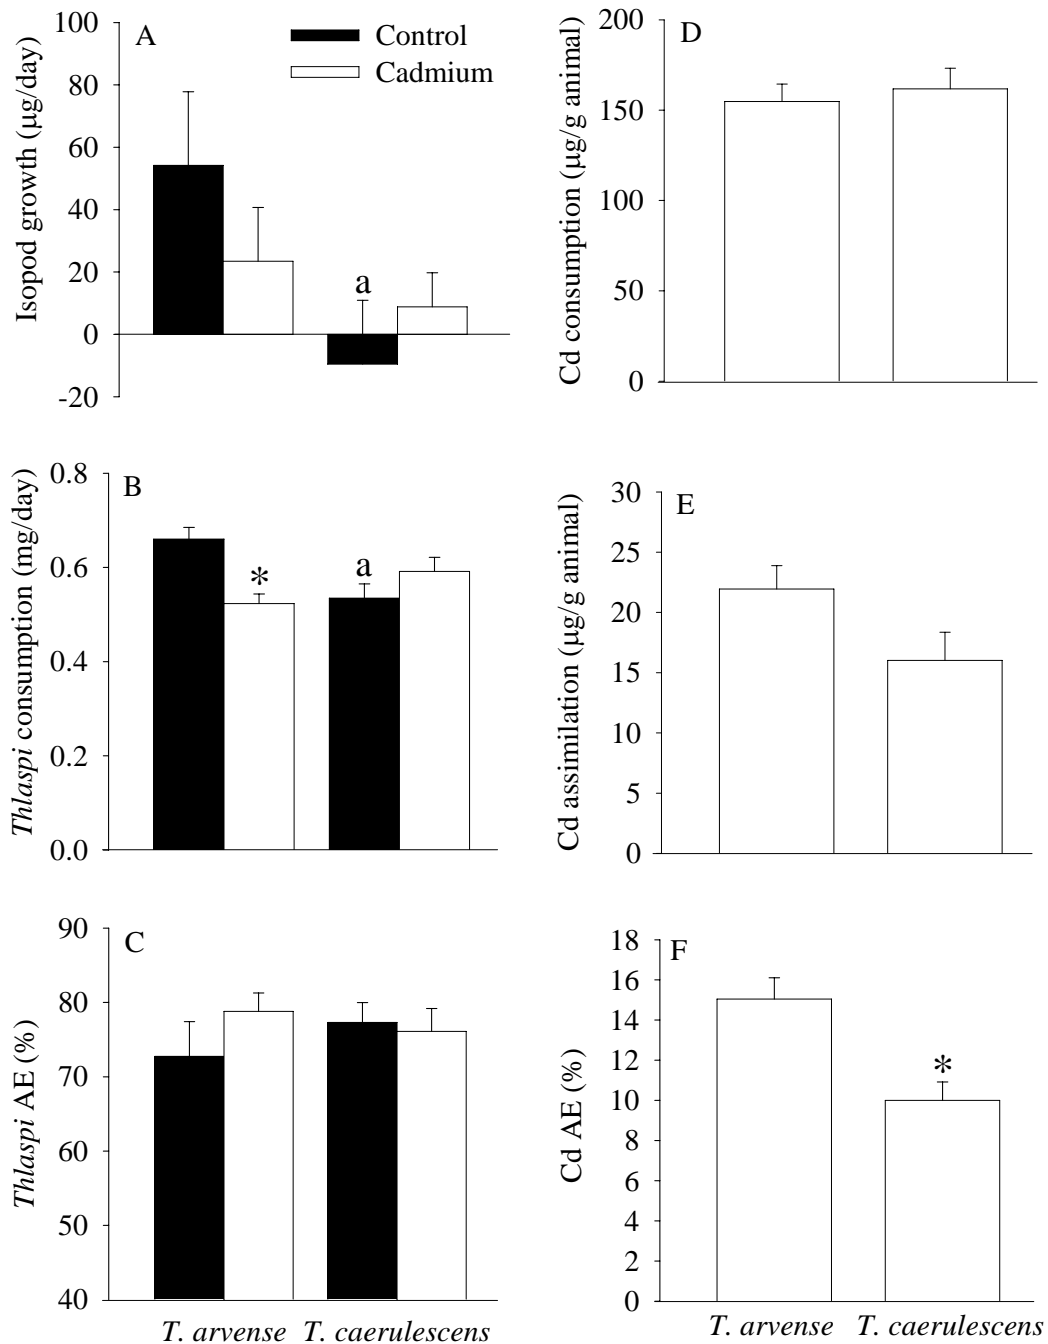 A
Control
Cadmium
Isopod growth (µg/day)
100
80
60
40
20
0
-20
a
D
Cd consumption (µg/g animal)
200
150
100
50
0
B
Thlaspi consumption (mg/day)
0.8
0.6
0.4
0.2
0.0
*
a
E
Cd assimilation (µg/g animal)
30
25
20
15
10
5
0
C
Thlaspi AE (%)
90
80
70
60
50
40
T. arvense T. caerulescens
F
Cd AE (%)
18
16
14
12
10
8
6
4
2
0
*
T. arvense T. caerulescens